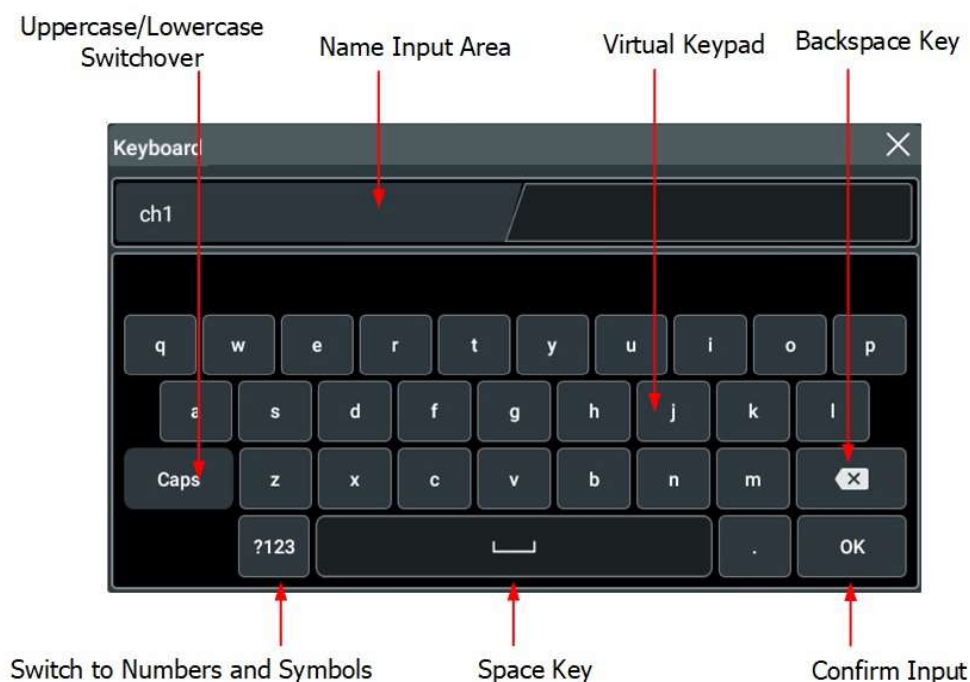 Uppercase/Lowercase
Switchover
Name Input Area
Virtual Keypad
Backspace Key
Keyboard
ch1
q w e r t y u i o p
a s d f g h j k l
Caps z x c v b n m
?123 . OK
Switch to Numbers and Symbols
Space Key
Confirm Input